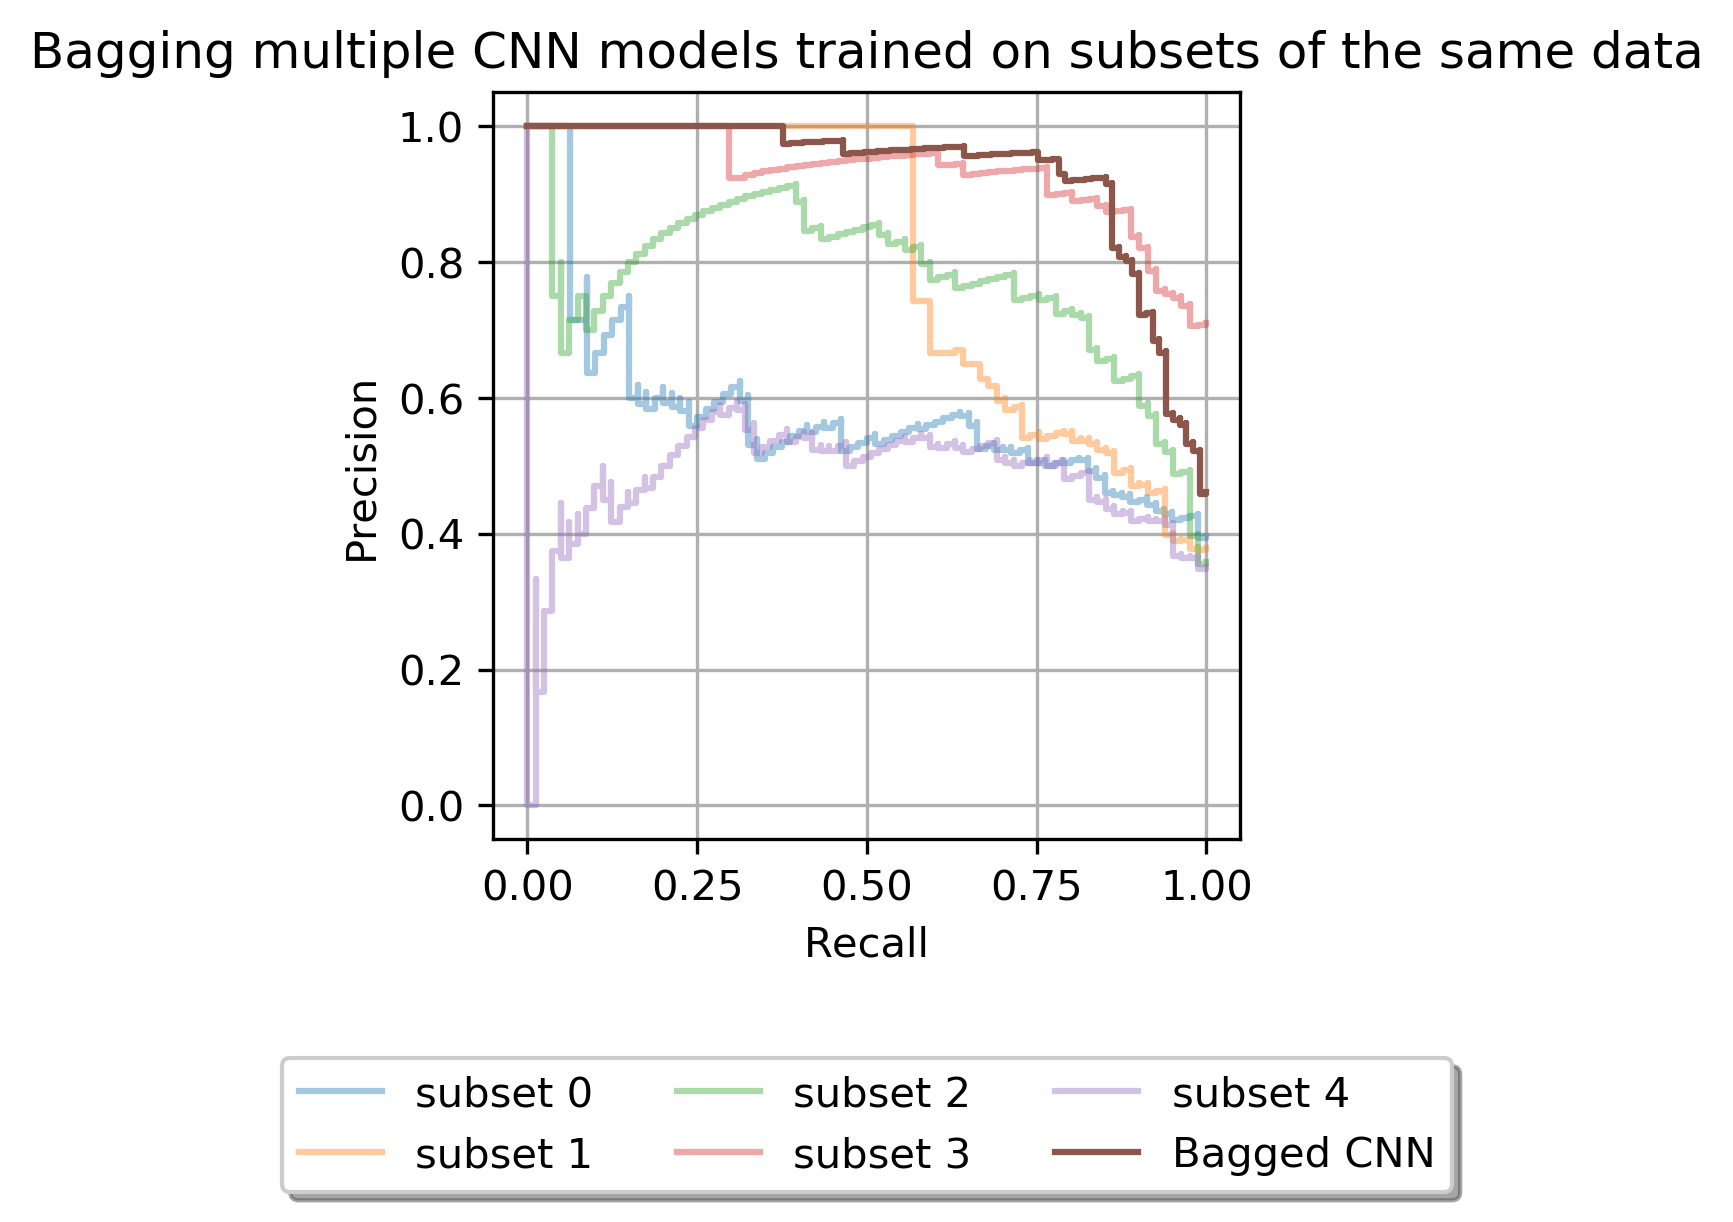 Bagging multiple CNN models trained on subsets of the same data
1.0
0.8
0.6
0.4
0.2
0.0
Precision
0.00 0.25 0.50 0.75 1.00
Recall
subset 0 subset 2 subset 4
subset 1 subset 3 Bagged CNN